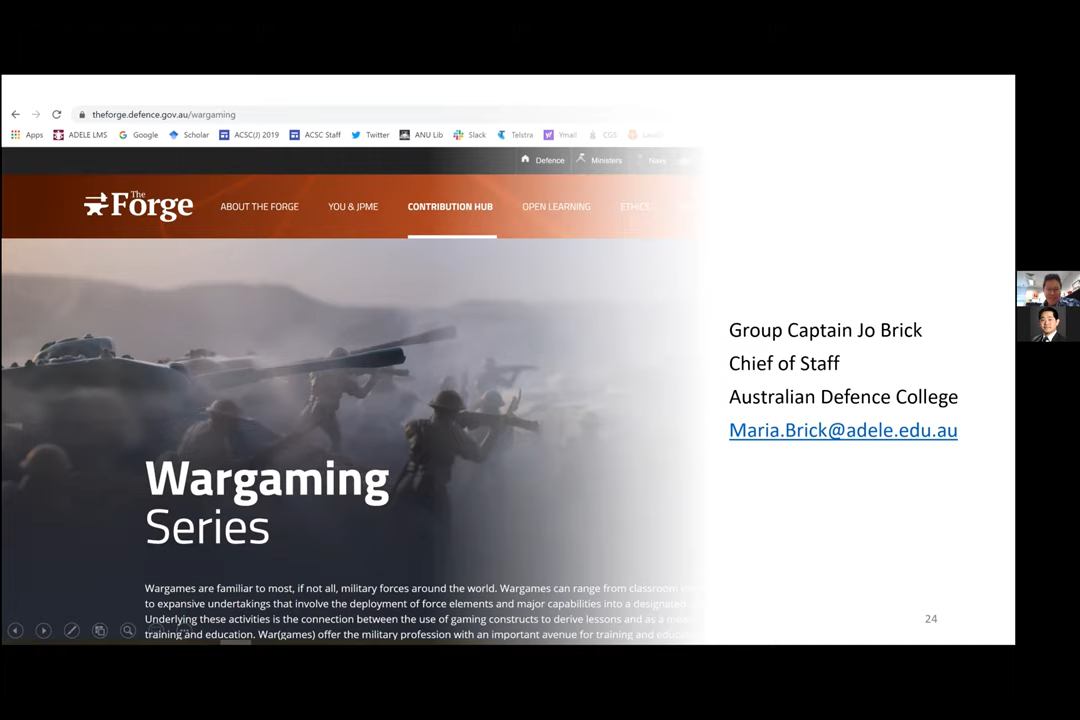 theforge.defence.gov.au/wargaming
Apps ADELE LMS Google Scholar ACSC(J) 2019 ACSC Staff Twitter ANU Lib Slack Telstra Ymail CGS
Defence Ministers Navy
The Forge ABOUT THE FORGE YOU & JPME CONTRIBUTION HUB OPEN LEARNING ETHICS
Group Captain Jo Brick
Chief of Staff
Australian Defence College
Maria.Brick@adele.edu.au
Wargaming
Series
Wargames are familiar to most, if not all, military forces around the world. Wargames can range from classroom
to expansive undertakings that involve the deployment of force elements and major capabilities into a designated
Underlying these activities is the connection between the use of gaming constructs to derive lessons and as a
training and education. War(games) offer the military profession with an important avenue for training and
24